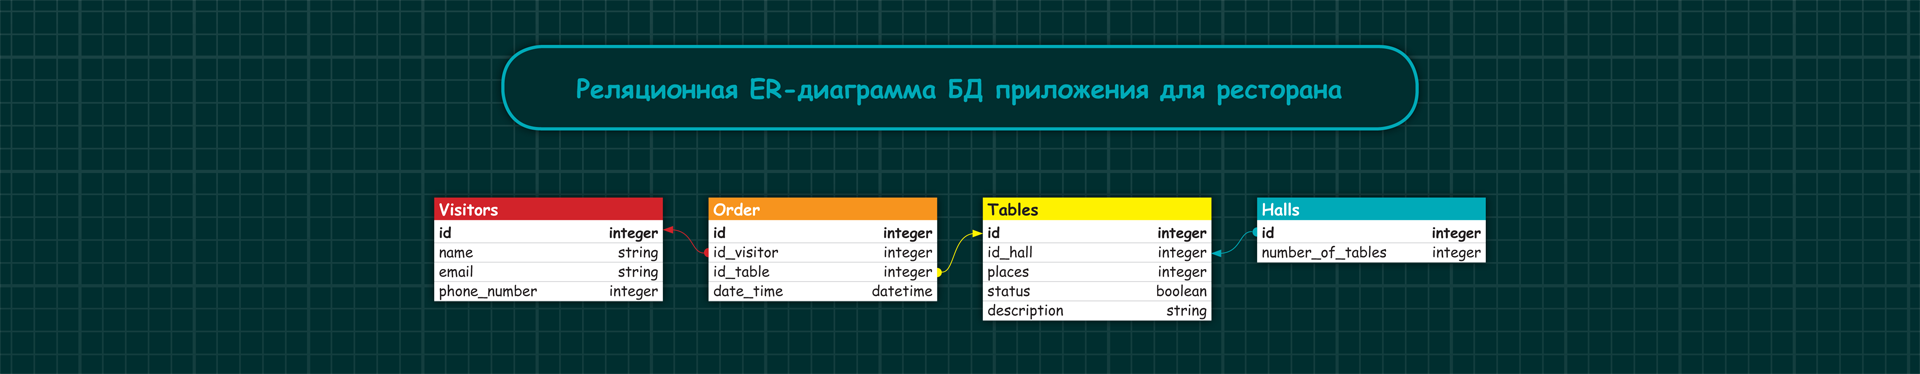 Реляционная ER-диаграмма БД приложения для ресторана
Visitors
id integer
name string
email string
phone_number integer
Order
id integer
id_visitor integer
id_table integer
date_time datetime
Tables
id integer
id_hall integer
places integer
status boolean
description string
Halls
id integer
number_of_tables integer